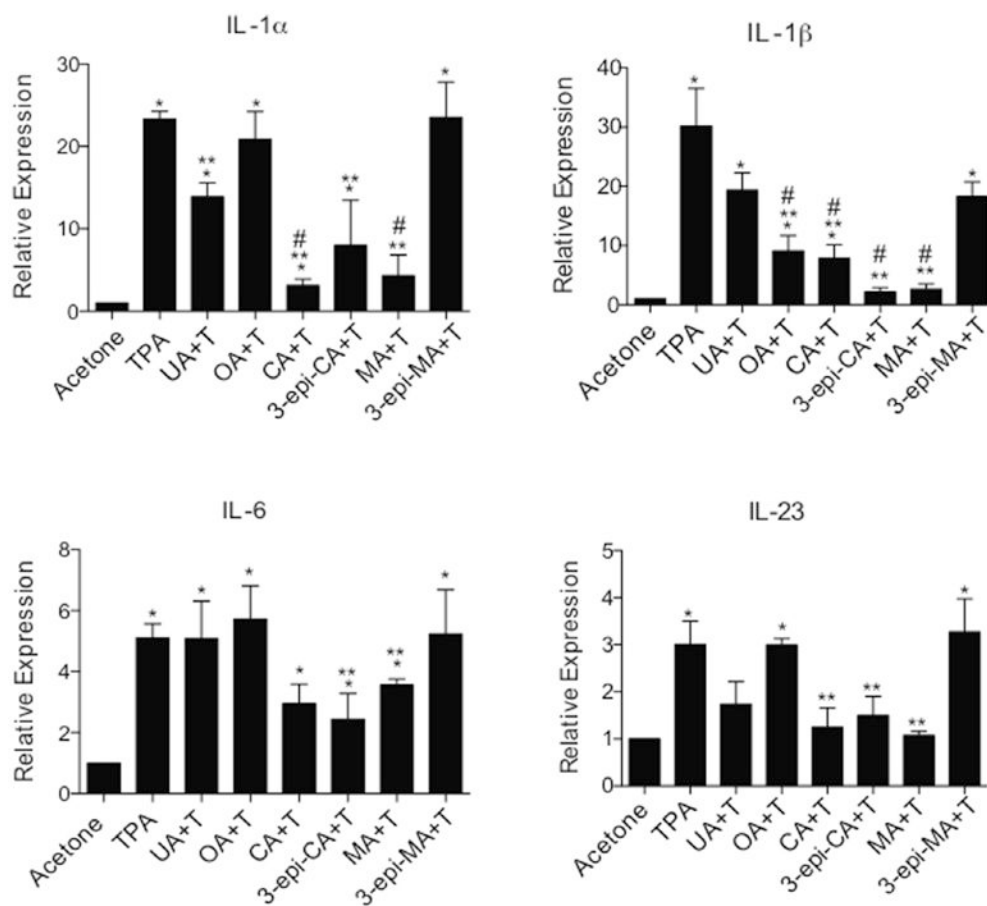 IL-1α
Relative Expression
30
20
10
0
*
**
*
*
#
**
*
**
*
#
**
*
Acetone
TPA
UA+T
OA+T
CA+T
3-epi-CA+T
MA+T
3-epi-MA+T
IL-1β
Relative Expression
40
30
20
10
0
*
*
#
**
*
#
**
*
#
**
#
**
*
Acetone
TPA
UA+T
OA+T
CA+T
3-epi-CA+T
MA+T
3-epi-MA+T
IL-6
Relative Expression
8
6
4
2
0
*
*
*
*
**
*
**
*
*
Acetone
TPA
UA+T
OA+T
CA+T
3-epi-CA+T
MA+T
3-epi-MA+T
IL-23
Relative Expression
5
4
3
2
1
0
*
*
**
**
**
*
Acetone
TPA
UA+T
OA+T
CA+T
3-epi-CA+T
MA+T
3-epi-MA+T